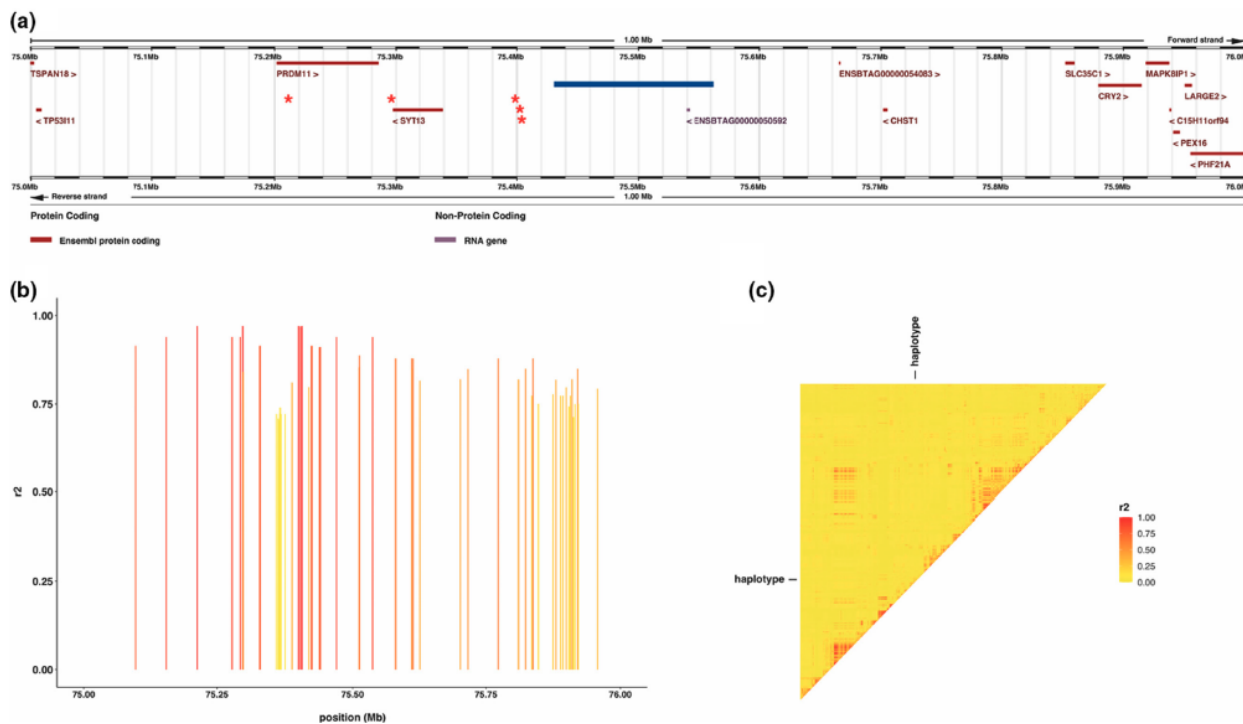 (a)
1.00 Mb Forward strand
75.0Mb 75.1Mb 75.2Mb 75.3Mb 75.4Mb 75.5Mb 75.6Mb 75.7Mb 75.8Mb 75.9Mb 76.0Mb
TSPAN18 > PRDM11 > ENSBTAG00000054083 > SLC35C1 > MAPK8IP1 >
CRY2 > LARGE2 >
* * *
*
< TP53I11 * < SYT13 < ENSBTAG00000050592 < CHST1 < C15H11orf94
< PEX16
< PHF21A
75.0Mb 75.1Mb 75.2Mb 75.3Mb 75.4Mb 75.5Mb 75.6Mb 75.7Mb 75.8Mb 75.9Mb 76.0Mb
Reverse strand 1.00 Mb
Protein Coding Non-Protein Coding
Ensembl protein coding RNA gene
(b)
1.00
0.75
0.50
0.25
0.00
r2
75.00 75.25 75.50 75.75 76.00
position (Mb)
(c)
haplotype
haplotype
r2
1.00
0.75
0.50
0.25
0.00